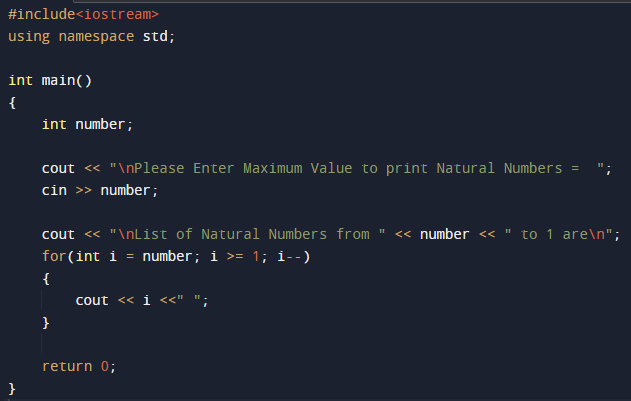 #include<iostream>
using namespace std;
int main()
{
    int number;
    cout << "\nPlease Enter Maximum Value to print Natural Numbers =  ";
    cin >> number;
    cout << "\nList of Natural Numbers from " << number << " to 1 are\n";
    for(int i = number; i >= 1; i--)
    {
        cout << i <<" ";
    }
    return 0;
}